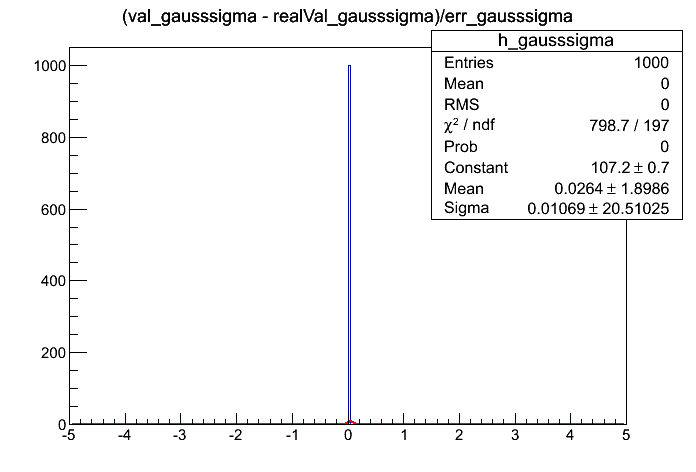 (val_gausssigma - realVal_gausssigma)/err_gausssigma
h_gausssigma
Entries 1000
Mean 0
RMS 0
χ² / ndf 798.7 / 197
Prob 0
Constant 107.2 ± 0.7
Mean 0.0264 ± 1.8986
Sigma 0.01069 ± 20.51025
1000
800
600
400
200
0
-5 -4 -3 -2 -1 0 1 2 3 4 5